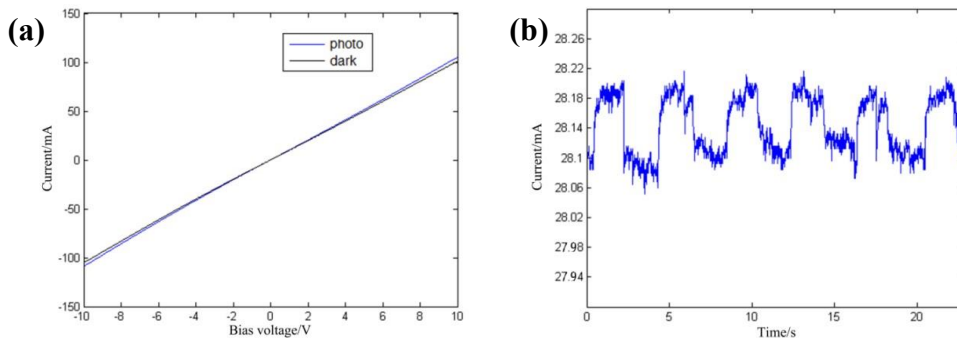 (a)
150
100
50
0
-50
-100
-150
Current/mA
photo
dark
-10 -8 -6 -4 -2 0 2 4 6 8 10
Bias voltage/V
(b)
28.26
28.22
28.18
28.14
28.1
28.06
28.02
27.98
27.94
Current/mA
0 5 10 15 20
Time/s